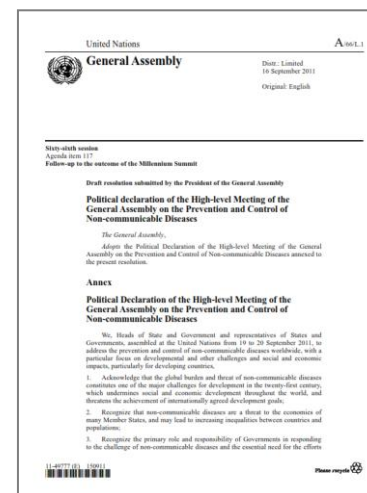 United Nations
A/66/L.1
General Assembly
Distr.: Limited
16 September 2011
Original: English
Sixty-sixth session
Agenda item 117
Follow-up to the outcome of the Millennium Summit
Draft resolution submitted by the President of the General Assembly
Political declaration of the High-level Meeting of the
General Assembly on the Prevention and Control of
Non-communicable Diseases
The General Assembly,
Adopts the Political Declaration of the High-level Meeting of the General
Assembly on the Prevention and Control of Non-communicable Diseases annexed to
the present resolution.
Annex
Political Declaration of the High-level Meeting of the
General Assembly on the Prevention and Control of
Non-communicable Diseases
We, Heads of State and Government and representatives of States and
Governments, assembled at the United Nations from 19 to 20 September 2011, to
address the prevention and control of non-communicable diseases worldwide, with a
particular focus on developmental and other challenges and social and economic
impacts, particularly for developing countries,
1. Acknowledge that the global burden and threat of non-communicable diseases
constitutes one of the major challenges for development in the twenty-first century,
which undermines social and economic development throughout the world, and
threatens the achievement of internationally agreed development goals;
2. Recognize that non-communicable diseases are a threat to the economies of
many Member States, and may lead to increasing inequalities between countries and
populations;
3. Recognize the primary role and responsibility of Governments in responding
to the challenge of non-communicable diseases and the essential need for the efforts
11-49777 (E) 150911
Please recycle